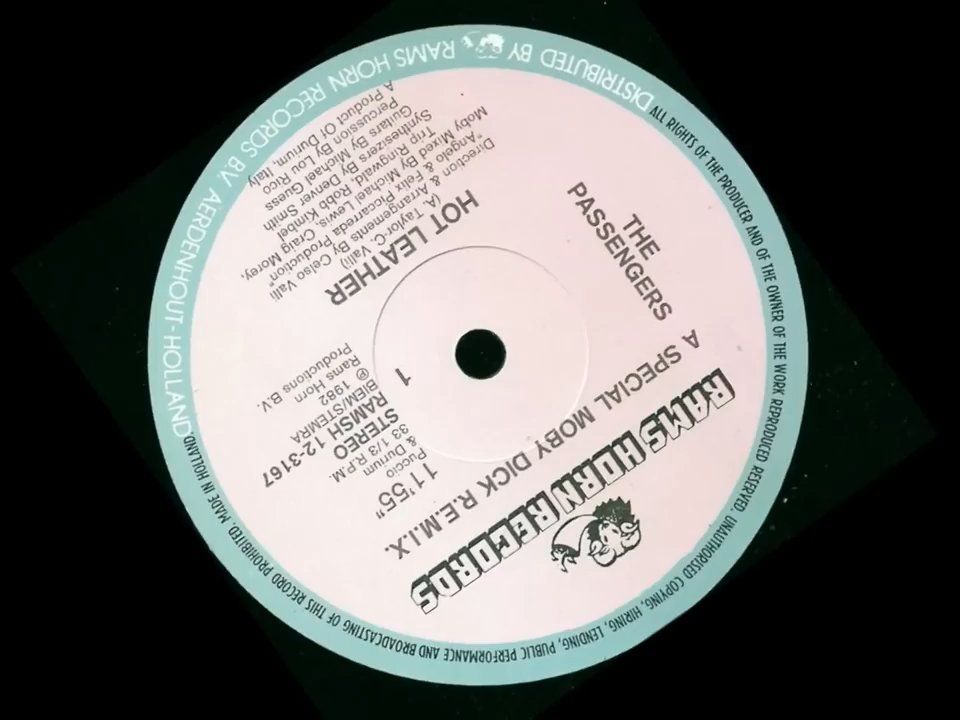 RAMS HORN RECORDS
A SPECIAL MOBY DICK R.E.M.I.X.
THE
PASSENGERS
11'55"
Puccio
& Durium
33 1/3 R.P.M.
STEREO
RAMSH 12-3167
BIEM/STEMRA
℗ 1982
Rams Horn B.V.
Productions
1
HOT LEATHER
(A. Taylor-C. Valli)
& Arrangements By Celso Valli
Direction & Felix Piccarreda Production"
"Angelo
Mixed By Michael Lewis, Craig Morey,
Trip Ringwald, Robb Kimbel
Moby
Synthesizers By Denver Smith
Guitars By Michael Guess
Percussion By Lou Rico
A Product Of Durium, Italy
ALL RIGHTS OF THE PRODUCER AND OF THE OWNER OF THE WORK REPRODUCED RESERVED. UNAUTHORISED COPYING, HIRING, LENDING, PUBLIC PERFORMANCE AND BROADCASTING OF THIS RECORD PROHIBITED. MADE IN HOLLAND.
DISTRIBUTED BY RAMS HORN RECORDS B.V. AERDENHOUT-HOLLAND